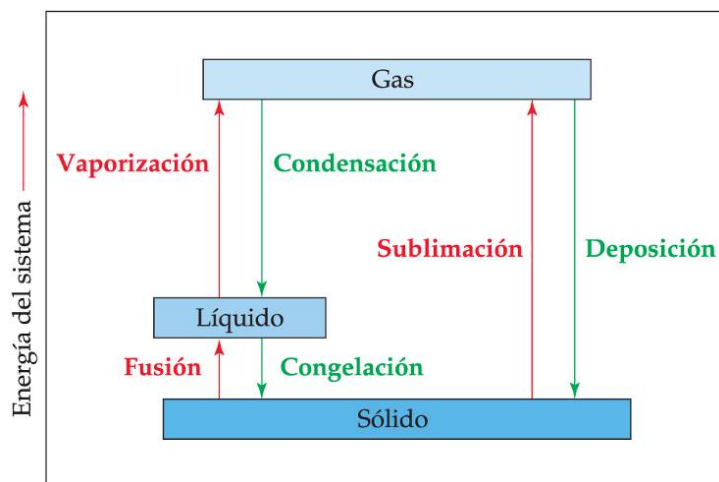 Gas
Vaporización
Condensación
Sublimación
Deposición
Líquido
Fusión
Congelación
Sólido
Energía del sistema